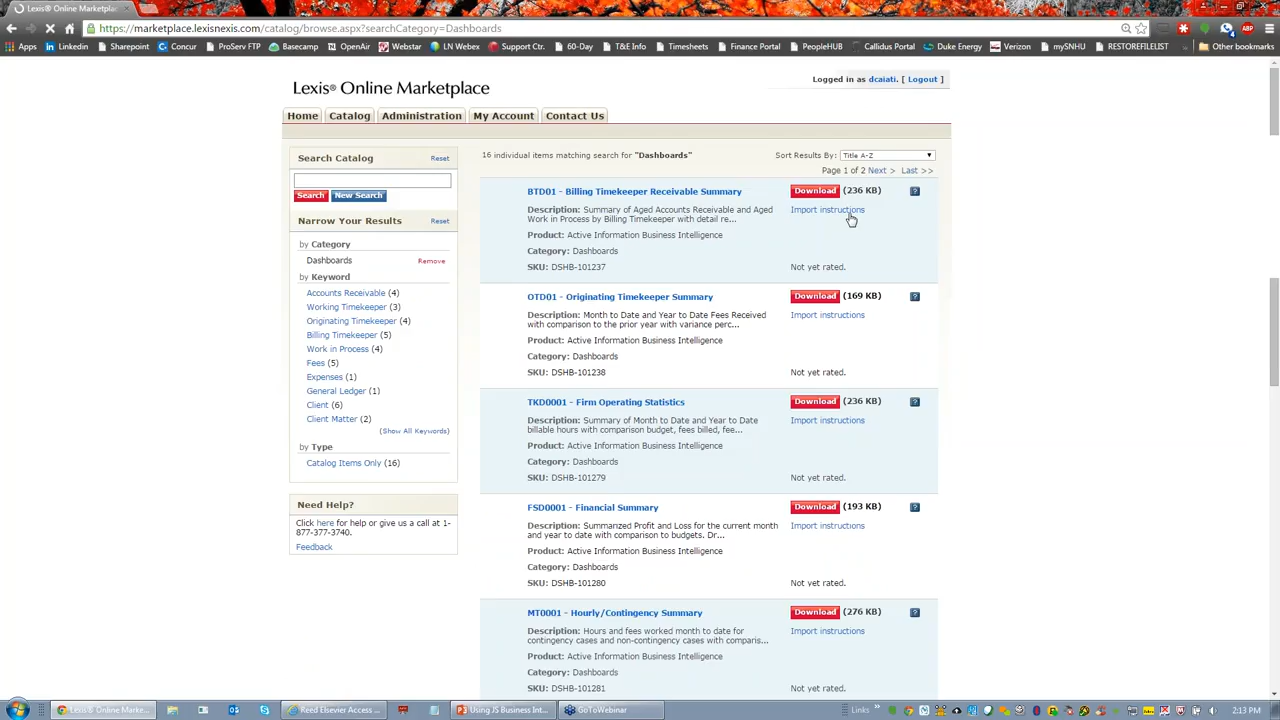 Lexis® Online Marketplace
https://marketplace.lexisnexis.com/catalog/browse.aspx?searchCategory=Dashboards
Apps LinkedIn Sharepoint Concur ProServ FTP Basecamp OpenAir Webstar LN Webex Support Ctr. 60-Day T&E Info Timesheets Finance Portal PeopleHUB Callidus Portal Duke Energy Verizon mySNHU RESTOREFILELIST Other bookmarks
Lexis® Online Marketplace
Logged in as dcaiati. [ Logout ]
Home Catalog Administration My Account Contact Us
Search Catalog Reset
Search New Search
Narrow Your Results Reset
by Category
Dashboards Remove
by Keyword
Accounts Receivable (4)
Working Timekeeper (3)
Originating Timekeeper (4)
Billing Timekeeper (5)
Work in Process (4)
Fees (5)
Expenses (1)
General Ledger (1)
Client (6)
Client Matter (2)
(Show All Keywords)
by Type
Catalog Items Only (16)
Need Help?
Click here for help or give us a call at 1-
877-377-3740.
Feedback
16 individual items matching search for "Dashboards"
Sort Results By: Title A-Z
Page 1 of 2 Next > Last >>
BTD01 - Billing Timekeeper Receivable Summary
Download (236 KB) ?
Description: Summary of Aged Accounts Receivable and Aged
Work in Process by Billing Timekeeper with detail re...
Import instructions
Product: Active Information Business Intelligence
Category: Dashboards
SKU: DSHB-101237
Not yet rated.
OTD01 - Originating Timekeeper Summary
Download (169 KB) ?
Description: Month to Date and Year to Date Fees Received
with comparison to the prior year with variance perc...
Import instructions
Product: Active Information Business Intelligence
Category: Dashboards
SKU: DSHB-101238
Not yet rated.
TKD0001 - Firm Operating Statistics
Download (236 KB) ?
Description: Summary of Month to Date and Year to Date
billable hours with comparison budget, fees billed, fee...
Import instructions
Product: Active Information Business Intelligence
Category: Dashboards
SKU: DSHB-101279
Not yet rated.
FSD0001 - Financial Summary
Download (193 KB) ?
Description: Summarized Profit and Loss for the current month
and year to date with comparison to budgets. Dr...
Import instructions
Product: Active Information Business Intelligence
Category: Dashboards
SKU: DSHB-101280
Not yet rated.
MT0001 - Hourly/Contingency Summary
Download (276 KB) ?
Description: Hours and fees worked month to date for
contingency cases and non-contingency cases with comparis...
Import instructions
Product: Active Information Business Intelligence
Category: Dashboards
SKU: DSHB-101281
Not yet rated.
Lexis® Online Marke... Reed Elsevier Access ... Using JS Business Int... GoToWebinar Links 2:13 PM